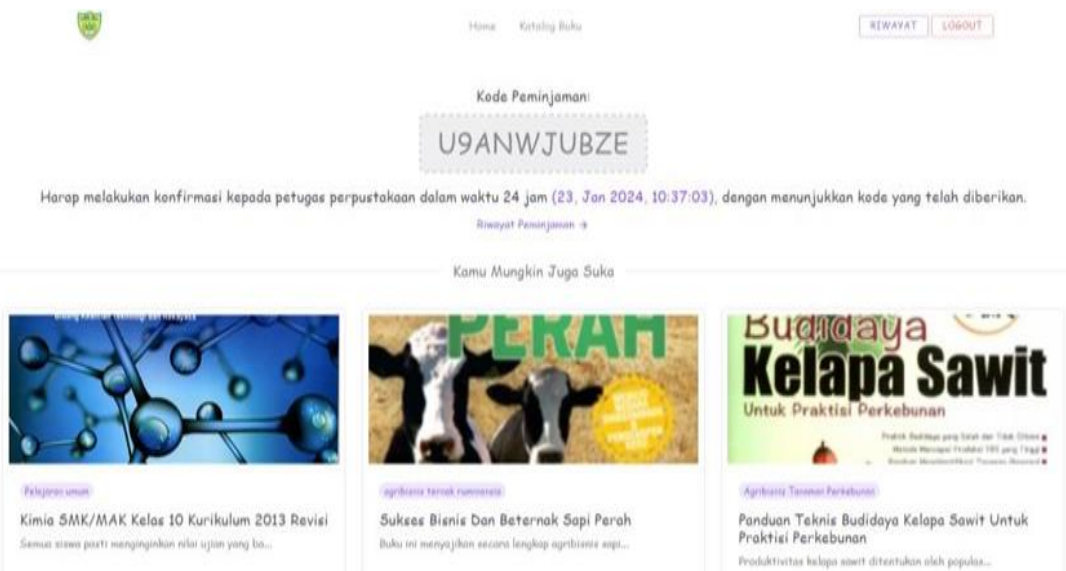 Home Katalog Buku
RIWAYAT LOGOUT
Kode Peminjaman:
U9ANWJUBZE
Harap melakukan konfirmasi kepada petugas perpustakaan dalam waktu 24 jam (23, Jan 2024, 10:37:03), dengan menunjukkan kode yang telah diberikan.
Riwayat Peminjaman →
Kamu Mungkin Juga Suka
PERAH
Budidaya
Kelapa Sawit
Untuk Praktisi Perkebunan
Pelajaran umum
Kimia SMK/MAK Kelas 10 Kurikulum 2013 Revisi
Semua siswa pasti menginginkan nilai ujian yang ba...
agribisnis ternak ruminansia
Sukses Bisnis Dan Beternak Sapi Perah
Buku ini menyajikan secara lengkap agribisnis sapi...
Agribisnis Tanaman Perkebunan
Panduan Teknis Budidaya Kelapa Sawit Untuk
Praktisi Perkebunan
Produktivitas kelapa sawit ditentukan oleh populas...